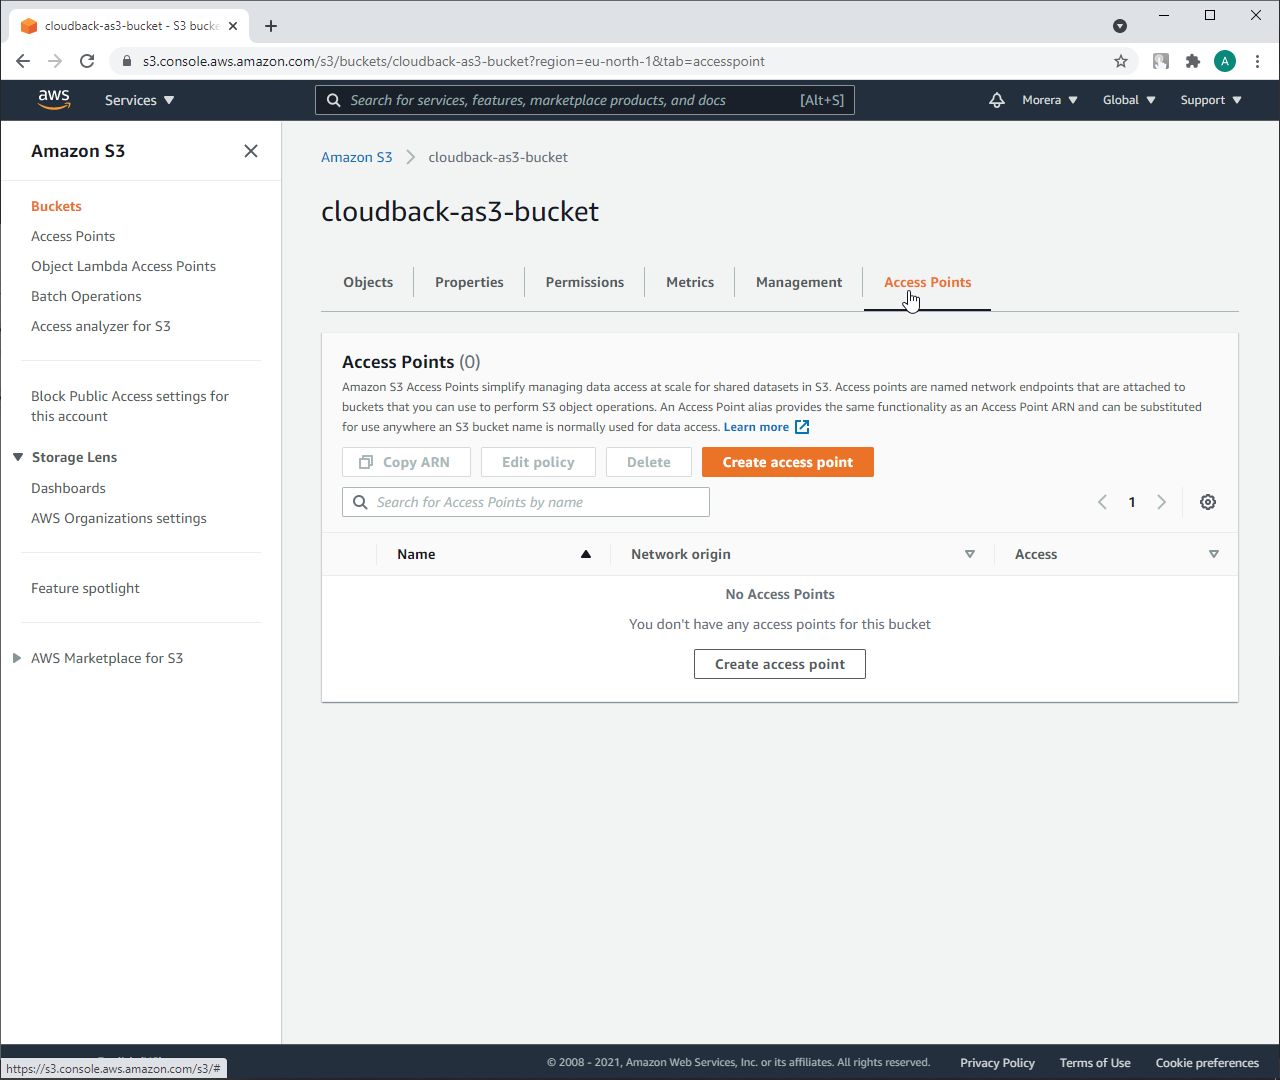 cloudback-as3-bucket - S3 bucke
s3.console.aws.amazon.com/s3/buckets/cloudback-as3-bucket?region=eu-north-1&tab=accesspoint
A
aws
Services
Search for services, features, marketplace products, and docs
[Alt+S]
Morera
Global
Support
Amazon S3
Buckets
Access Points
Object Lambda Access Points
Batch Operations
Access analyzer for S3
Block Public Access settings for
this account
Storage Lens
Dashboards
AWS Organizations settings
Feature spotlight
AWS Marketplace for S3
Amazon S3
cloudback-as3-bucket
cloudback-as3-bucket
Objects
Properties
Permissions
Metrics
Management
Access Points
Access Points (0)
Amazon S3 Access Points simplify managing data access at scale for shared datasets in S3. Access points are named network endpoints that are attached to
buckets that you can use to perform S3 object operations. An Access Point alias provides the same functionality as an Access Point ARN and can be substituted
for use anywhere an S3 bucket name is normally used for data access. Learn more
Copy ARN
Edit policy
Delete
Create access point
Search for Access Points by name
1
Name
Network origin
Access
No Access Points
You don't have any access points for this bucket
Create access point
https://s3.console.aws.amazon.com/s3/#
© 2008 - 2021, Amazon Web Services, Inc. or its affiliates. All rights reserved.
Privacy Policy
Terms of Use
Cookie preferences